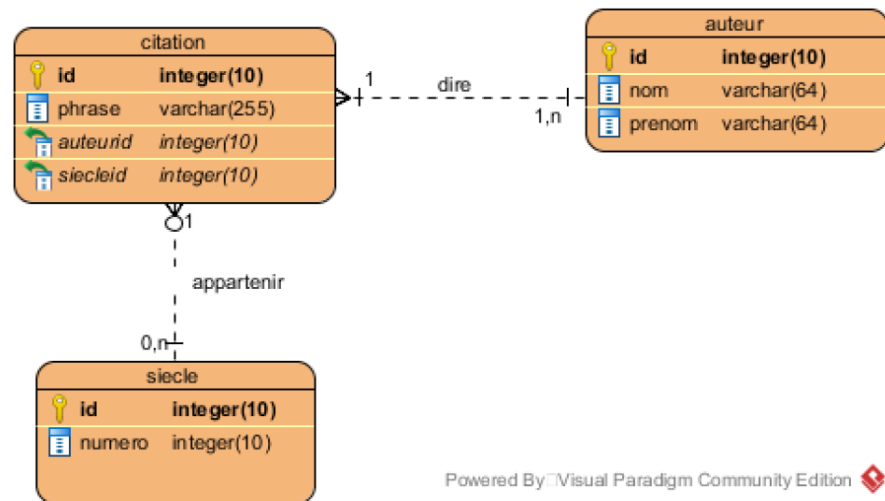 citation
id integer(10)
phrase varchar(255)
auteurid integer(10)
siecleid integer(10)
1
dire
1,n
auteur
id integer(10)
nom varchar(64)
prenom varchar(64)
1
appartenir
0,n
siecle
id integer(10)
numero integer(10)
Powered By Visual Paradigm Community Edition